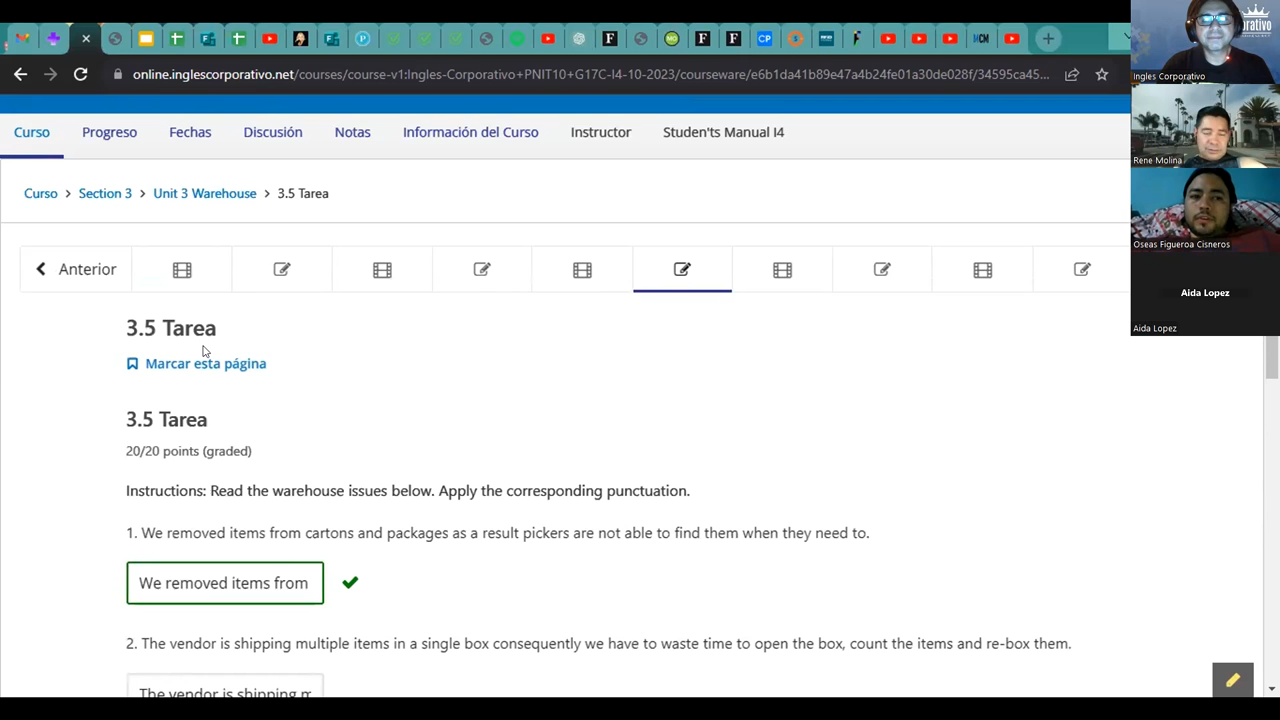 online.inglescorporativo.net/courses/course-v1:Ingles-Corporativo+PNIT10+G17C-I4-10-2023/courseware/e6b1da41b89e47a4b24fe01a30de028f/34595ca45...
Curso Progreso Fechas Discusión Notas Información del Curso Instructor Studen'ts Manual I4
Curso > Section 3 > Unit 3 Warehouse > 3.5 Tarea
Anterior
3.5 Tarea
Marcar esta página
3.5 Tarea
20/20 points (graded)
Instructions: Read the warehouse issues below. Apply the corresponding punctuation.
1. We removed items from cartons and packages as a result pickers are not able to find them when they need to.
We removed items from
2. The vendor is shipping multiple items in a single box consequently we have to waste time to open the box, count the items and re-box them.
The vendor is shipping m
Ingles Corporativo
Rene Molina
Oseas Figueroa Cisneros
Aida Lopez
Aida Lopez